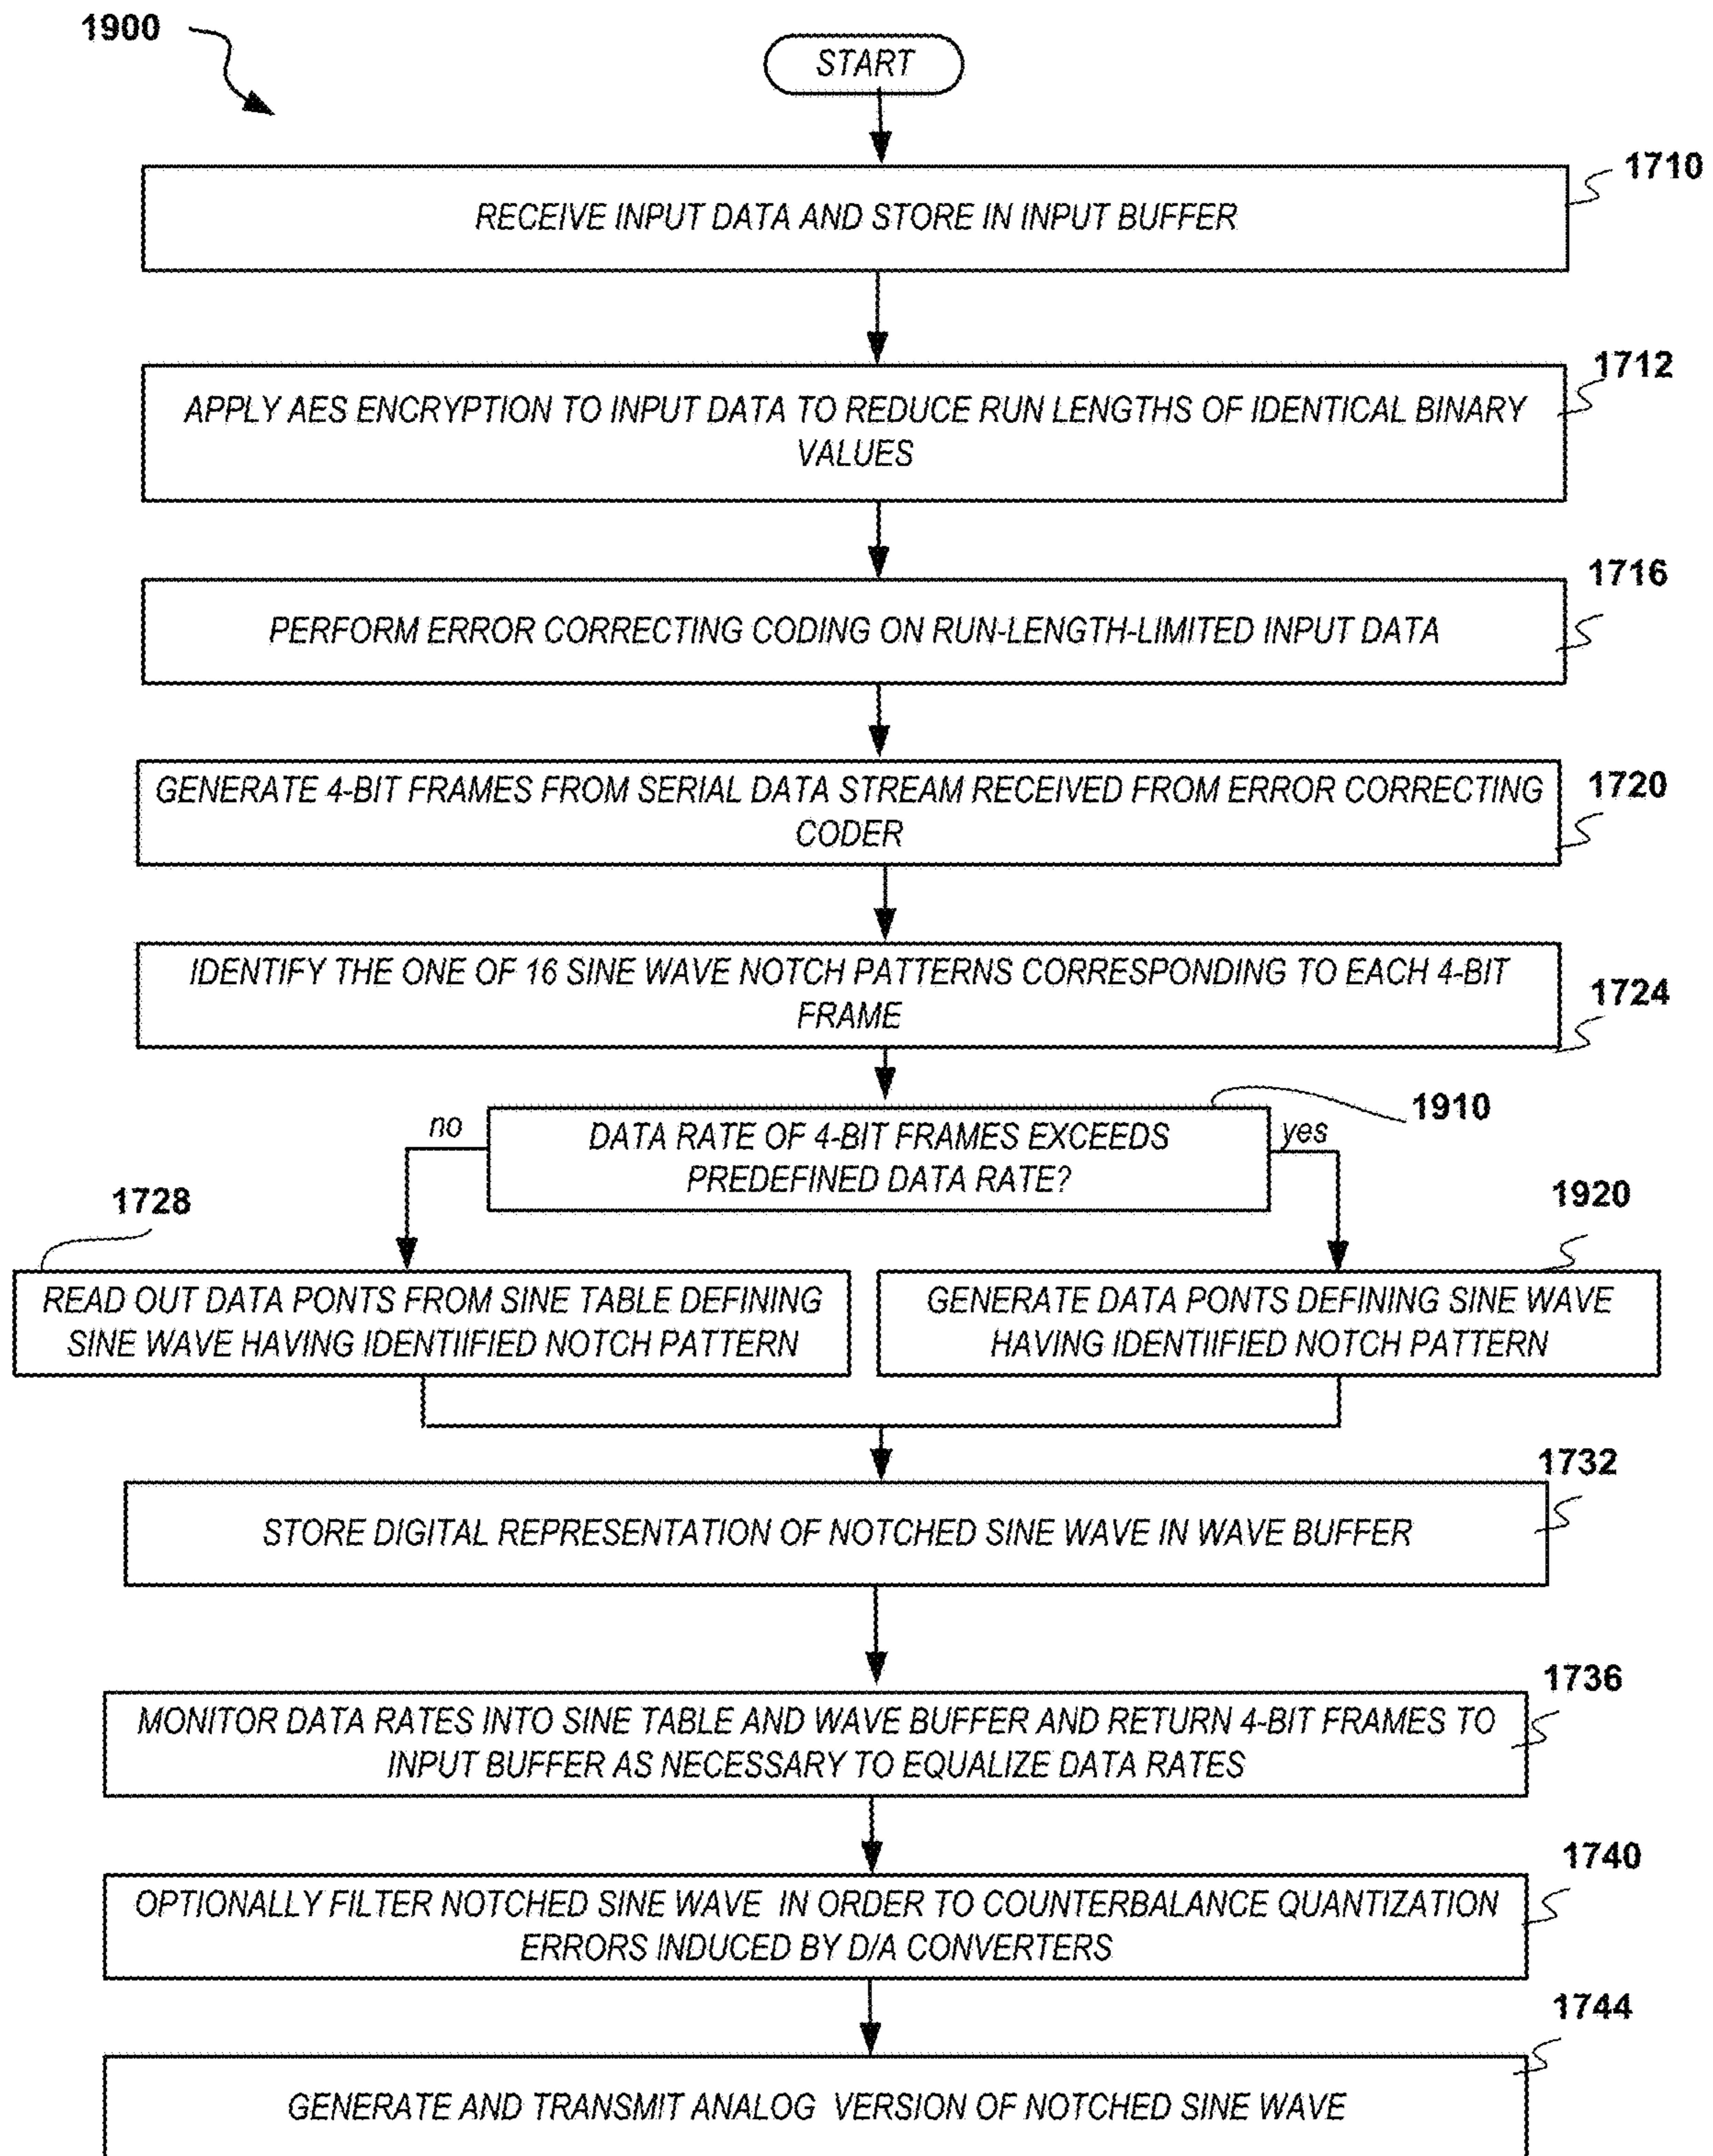 1900
START
1710
RECEIVE INPUT DATA AND STORE IN INPUT BUFFER
1712
APPLY AES ENCRYPTION TO INPUT DATA TO REDUCE RUN LENGTHS OF IDENTICAL BINARY
VALUES
1716
PERFORM ERROR CORRECTING CODING ON RUN-LENGTH-LIMITED INPUT DATA
1720
GENERATE 4-BIT FRAMES FROM SERIAL DATA STREAM RECEIVED FROM ERROR CORRECTING
CODER
1724
IDENTIFY THE ONE OF 16 SINE WAVE NOTCH PATTERNS CORRESPONDING TO EACH 4-BIT
FRAME
1910
no
DATA RATE OF 4-BIT FRAMES EXCEEDS
PREDEFINED DATA RATE?
yes
1728
READ OUT DATA PONTS FROM SINE TABLE DEFINING
SINE WAVE HAVING IDENTIIFIED NOTCH PATTERN
1920
GENERATE DATA PONTS DEFINING SINE WAVE
HAVING IDENTIIFIED NOTCH PATTERN
1732
STORE DIGITAL REPRESENTATION OF NOTCHED SINE WAVE IN WAVE BUFFER
1736
MONITOR DATA RATES INTO SINE TABLE AND WAVE BUFFER AND RETURN 4-BIT FRAMES TO
INPUT BUFFER AS NECESSARY TO EQUALIZE DATA RATES
1740
OPTIONALLY FILTER NOTCHED SINE WAVE IN ORDER TO COUNTERBALANCE QUANTIZATION
ERRORS INDUCED BY D/A CONVERTERS
1744
GENERATE AND TRANSMIT ANALOG VERSION OF NOTCHED SINE WAVE